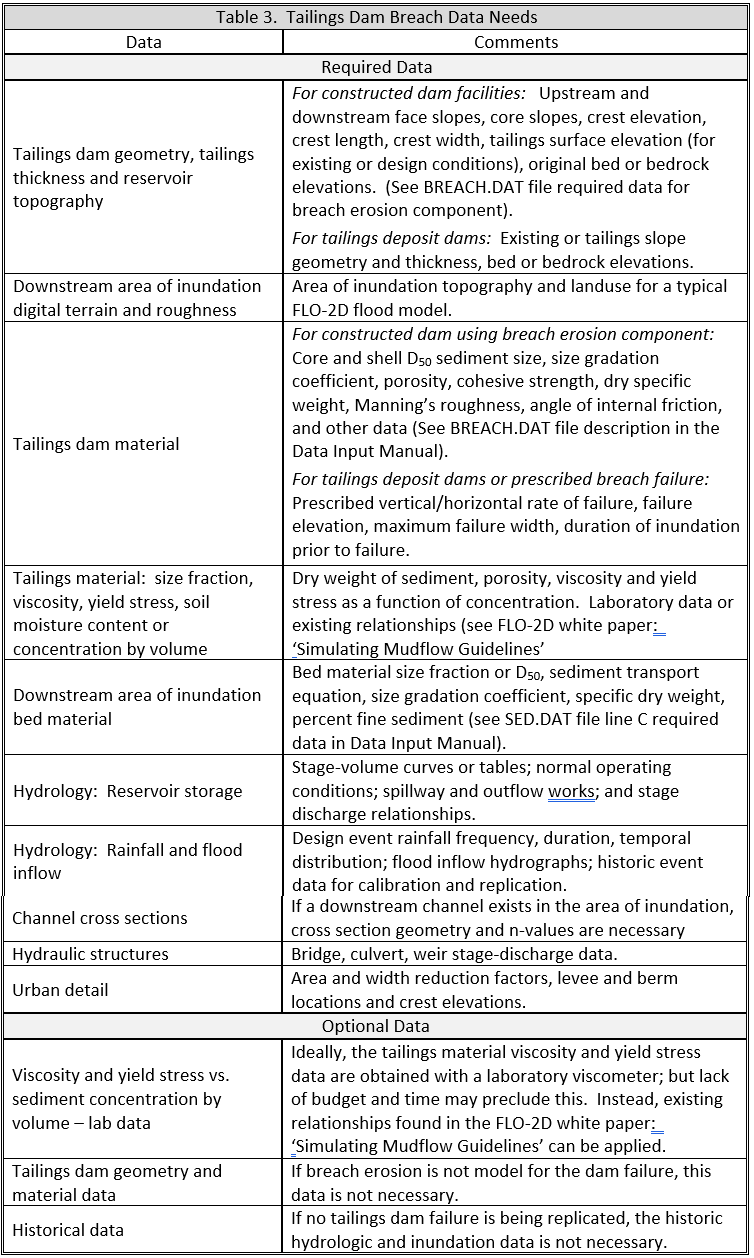 Table 3.  Tailings Dam Breach Data Needs
Data
Comments
Required Data
Tailings dam geometry, tailings
thickness and reservoir
topography
For constructed dam facilities:   Upstream and
downstream face slopes, core slopes, crest elevation,
crest length, crest width, tailings surface elevation (for
existing or design conditions), original bed or bedrock
elevations.  (See BREACH.DAT file required data for
breach erosion component).
For tailings deposit dams:  Existing or tailings slope
geometry and thickness, bed or bedrock elevations.
Downstream area of inundation
digital terrain and roughness
Area of inundation topography and landuse for a typical
FLO-2D flood model.
Tailings dam material
For constructed dam using breach erosion component:
Core and shell D50 sediment size, size gradation
coefficient, porosity, cohesive strength, dry specific
weight, Manning’s roughness, angle of internal friction,
and other data (See BREACH.DAT file description in the
Data Input Manual).
For tailings deposit dams or prescribed breach failure:
Prescribed vertical/horizontal rate of failure, failure
elevation, maximum failure width, duration of inundation
prior to failure.
Tailings material:  size fraction,
viscosity, yield stress, soil
moisture content or
concentration by volume
Dry weight of sediment, porosity, viscosity and yield
stress as a function of concentration.  Laboratory data or
existing relationships (see FLO-2D white paper:
‘Simulating Mudflow Guidelines’
Downstream area of inundation
bed material
Bed material size fraction or D50, sediment transport
equation, size gradation coefficient, specific dry weight,
percent fine sediment (see SED.DAT file line C required
data in Data Input Manual).
Hydrology:  Reservoir storage
Stage-volume curves or tables; normal operating
conditions; spillway and outflow works; and stage
discharge relationships.
Hydrology:  Rainfall and flood
inflow
Design event rainfall frequency, duration, temporal
distribution; flood inflow hydrographs; historic event
data for calibration and replication.
Channel cross sections
If a downstream channel exists in the area of inundation,
cross section geometry and n-values are necessary
Hydraulic structures
Bridge, culvert, weir stage-discharge data.
Urban detail
Area and width reduction factors, levee and berm
locations and crest elevations.
Optional Data
Viscosity and yield stress vs.
sediment concentration by
volume – lab data
Ideally, the tailings material viscosity and yield stress
data are obtained with a laboratory viscometer; but lack
of budget and time may preclude this.  Instead, existing
relationships found in the FLO-2D white paper:
‘Simulating Mudflow Guidelines’ can be applied.
Tailings dam geometry and
material data
If breach erosion is not model for the dam failure, this
data is not necessary.
Historical data
If no tailings dam failure is being replicated, the historic
hydrologic and inundation data is not necessary.